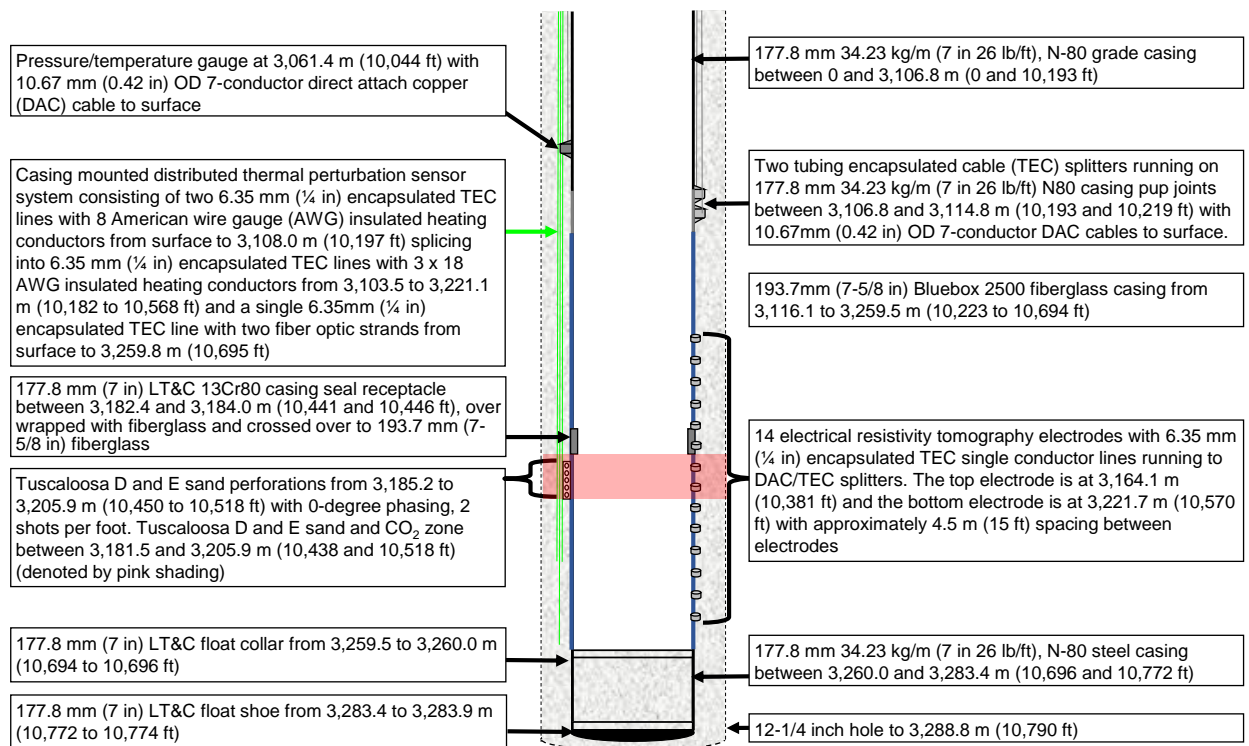 Pressure/temperature gauge at 3,061.4 m (10,044 ft) with
10.67 mm (0.42 in) OD 7-conductor direct attach copper
(DAC) cable to surface
Casing mounted distributed thermal perturbation sensor
system consisting of two 6.35 mm (¼ in) encapsulated TEC
lines with 8 American wire gauge (AWG) insulated heating
conductors from surface to 3,108.0 m (10,197 ft) splicing
into 6.35 mm (¼ in) encapsulated TEC lines with 3 x 18
AWG insulated heating conductors from 3,103.5 to 3,221.1
m (10,182 to 10,568 ft) and a single 6.35mm (¼ in)
encapsulated TEC line with two fiber optic strands from
surface to 3,259.8 m (10,695 ft)
177.8 mm (7 in) LT&C 13Cr80 casing seal receptacle
between 3,182.4 and 3,184.0 m (10,441 and 10,446 ft), over
wrapped with fiberglass and crossed over to 193.7 mm (7-
5/8 in) fiberglass
Tuscaloosa D and E sand perforations from 3,185.2 to
3,205.9 m (10,450 to 10,518 ft) with 0-degree phasing, 2
shots per foot. Tuscaloosa D and E sand and CO₂ zone
between 3,181.5 and 3,205.9 m (10,438 and 10,518 ft)
(denoted by pink shading)
177.8 mm (7 in) LT&C float collar from 3,259.5 to 3,260.0 m
(10,694 to 10,696 ft)
177.8 mm (7 in) LT&C float shoe from 3,283.4 to 3,283.9 m
(10,772 to 10,774 ft)
177.8 mm 34.23 kg/m (7 in 26 lb/ft), N-80 grade casing
between 0 and 3,106.8 m (0 and 10,193 ft)
Two tubing encapsulated cable (TEC) splitters running on
177.8 mm 34.23 kg/m (7 in 26 lb/ft) N80 casing pup joints
between 3,106.8 and 3,114.8 m (10,193 and 10,219 ft) with
10.67mm (0.42 in) OD 7-conductor DAC cables to surface.
193.7mm (7-5/8 in) Bluebox 2500 fiberglass casing from
3,116.1 to 3,259.5 m (10,223 to 10,694 ft)
14 electrical resistivity tomography electrodes with 6.35 mm
(¼ in) encapsulated TEC single conductor lines running to
DAC/TEC splitters. The top electrode is at 3,164.1 m
(10,381 ft) and the bottom electrode is at 3,221.7 m (10,570
ft) with approximately 4.5 m (15 ft) spacing between
electrodes
177.8 mm 34.23 kg/m (7 in 26 lb/ft), N-80 steel casing
between 3,260.0 and 3,283.4 m (10,696 and 10,772 ft)
12-1/4 inch hole to 3,288.8 m (10,790 ft)